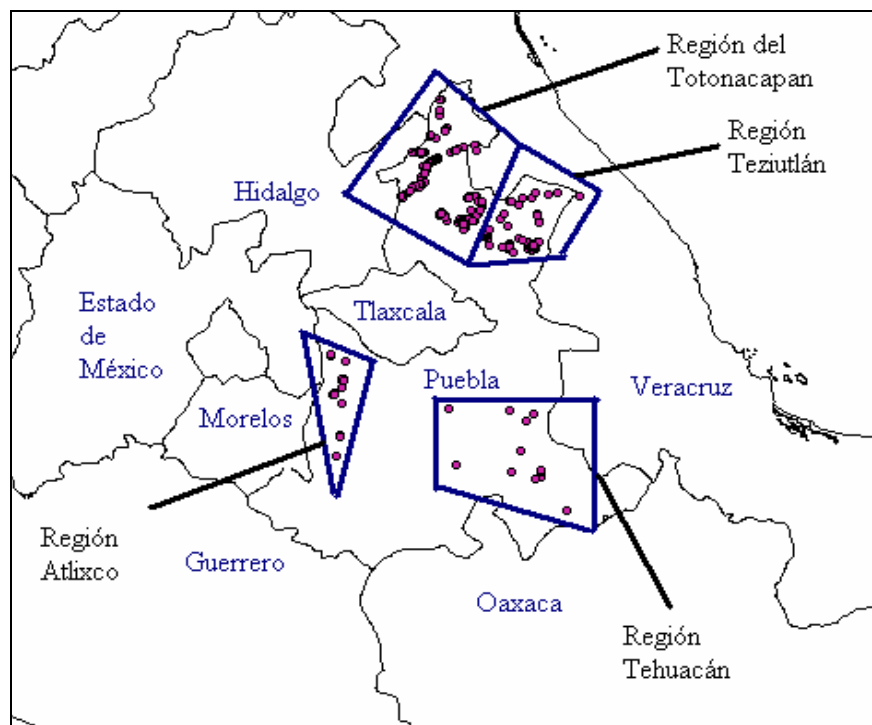 Región del
Totonacapan
Región
Teziutlán
Hidalgo
Estado
de
México
Tlaxcala
Puebla
Veracruz
Morelos
Región
Atlixco
Guerrero
Oaxaca
Región
Tehuacán